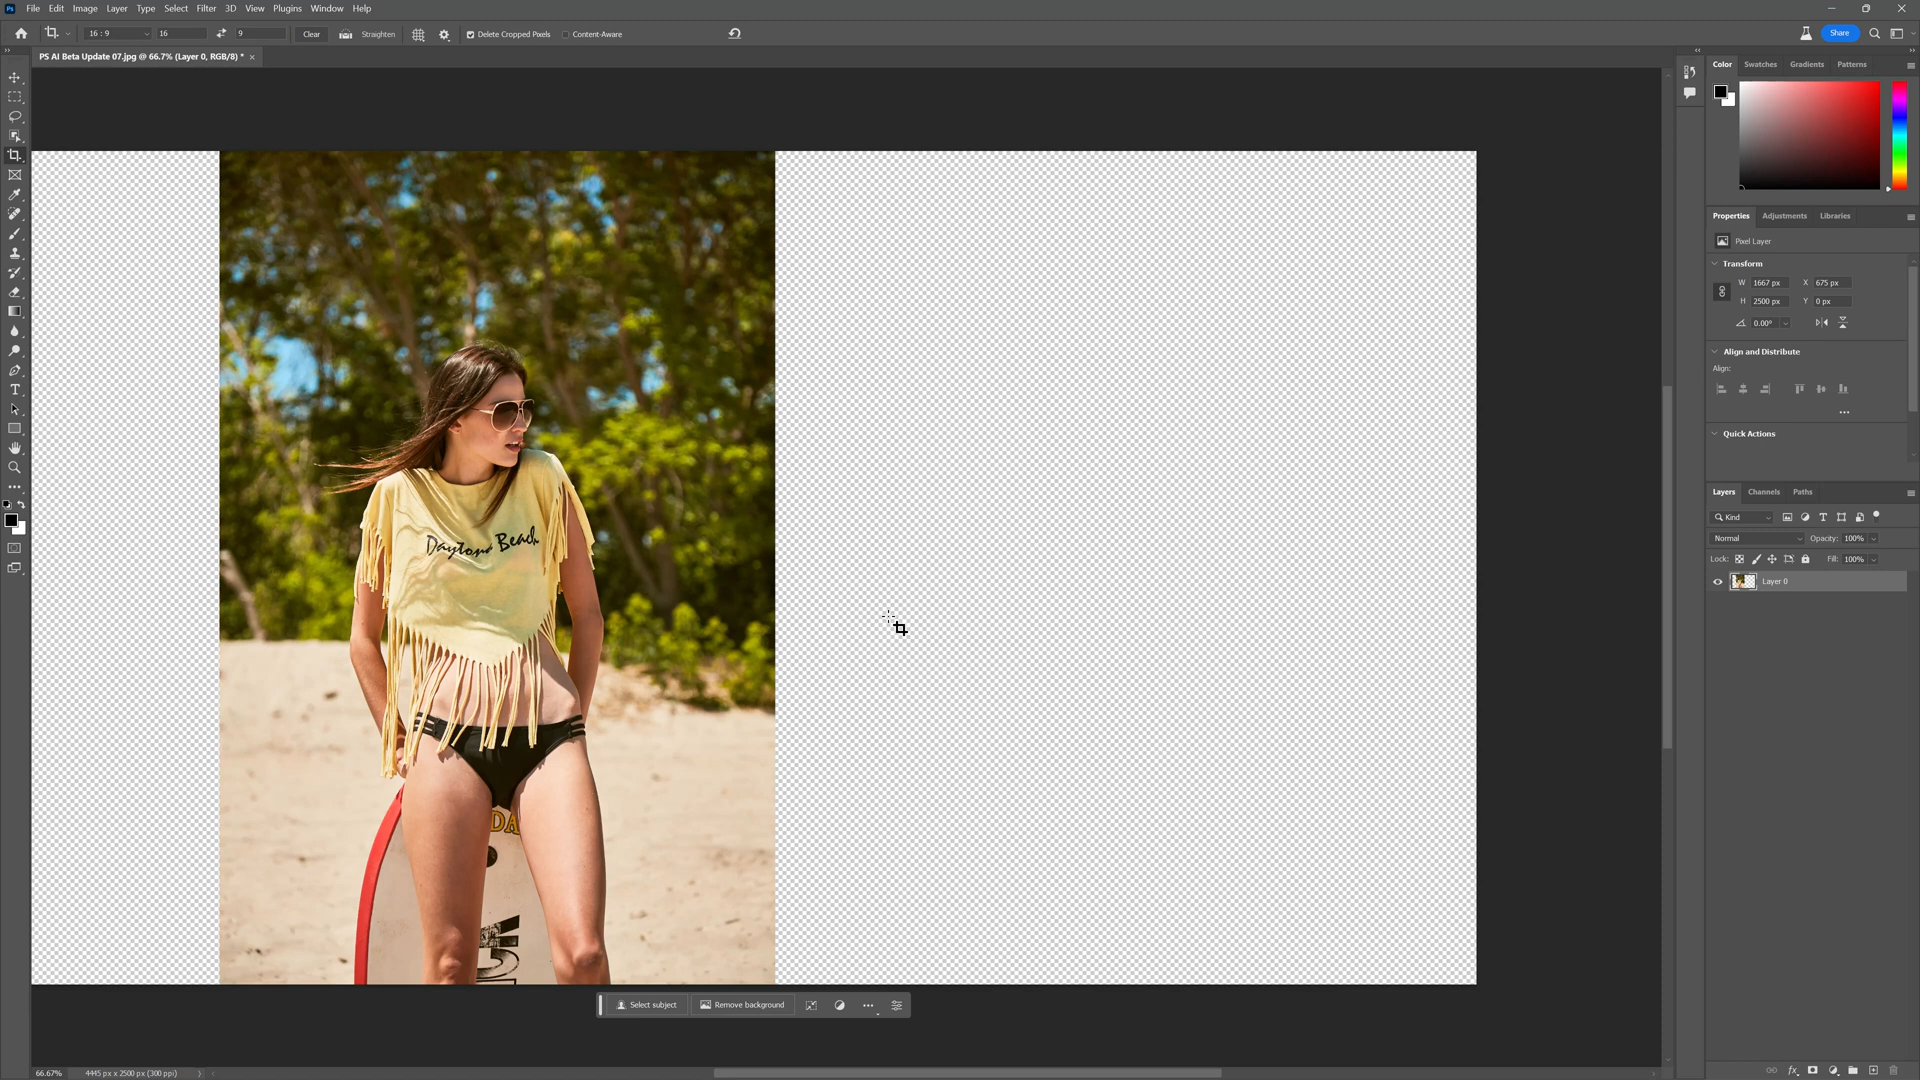 Ps File Edit Image Layer Type Select Filter 3D View Plugins Window Help
16 : 9 16 9 Clear Straighten Delete Cropped Pixels Content-Aware Share
PS AI Beta Update 07.jpg @ 66.7% (Layer 0, RGB/8) * ×
Color Swatches Gradients Patterns
Properties Adjustments Libraries
Pixel Layer
Transform
W 1667 px X 675 px
H 2500 px Y 0 px
0.00°
Align and Distribute
Align:
Quick Actions
Layers Channels Paths
Kind
Normal Opacity: 100%
Lock: Fill: 100%
Layer 0
Daytona Beach
DA
Select subject Remove background
66.67% 4445 px x 2500 px (300 ppi)